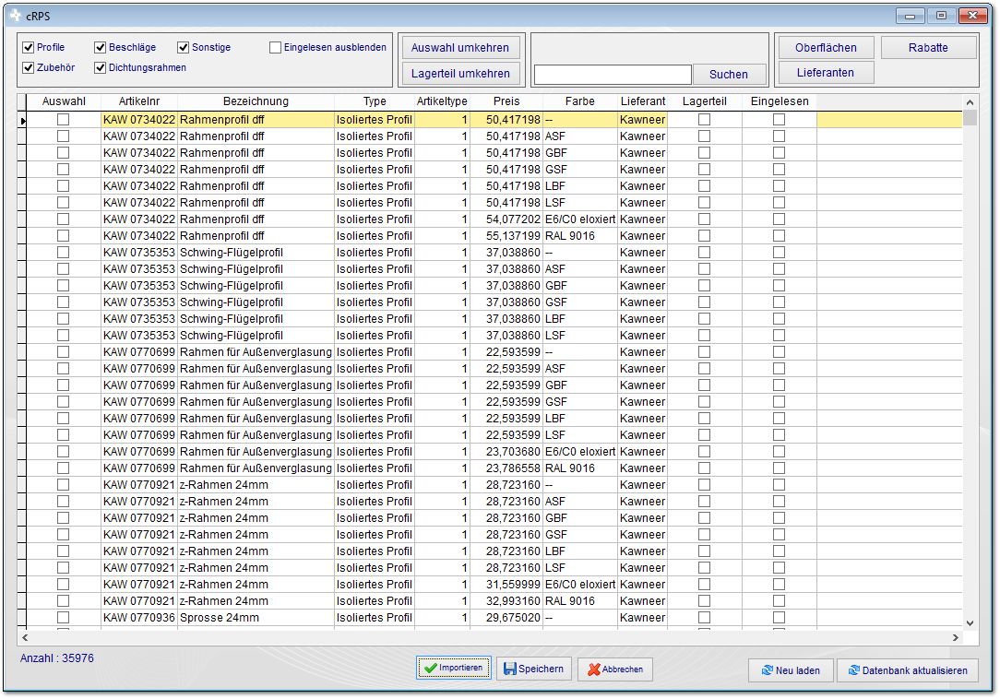 cRPS
Profile Beschläge Sonstige Eingelesen ausblenden
Zubehör Dichtungsrahmen
Auswahl umkehren
Lagerteil umkehren
Suchen
Oberflächen Rabatte
Lieferanten
Auswahl Artikelnr Bezeichnung Type Artikeltype Preis Farbe Lieferant Lagerteil Eingelesen
KAW 0734022 Rahmenprofil dff Isoliertes Profil 1 50,417198 -- Kawneer
KAW 0734022 Rahmenprofil dff Isoliertes Profil 1 50,417198 ASF Kawneer
KAW 0734022 Rahmenprofil dff Isoliertes Profil 1 50,417198 GBF Kawneer
KAW 0734022 Rahmenprofil dff Isoliertes Profil 1 50,417198 GSF Kawneer
KAW 0734022 Rahmenprofil dff Isoliertes Profil 1 50,417198 LBF Kawneer
KAW 0734022 Rahmenprofil dff Isoliertes Profil 1 50,417198 LSF Kawneer
KAW 0734022 Rahmenprofil dff Isoliertes Profil 1 54,077202 E6/C0 eloxiert Kawneer
KAW 0734022 Rahmenprofil dff Isoliertes Profil 1 55,137199 RAL 9016 Kawneer
KAW 0735353 Schwing-Flügelprofil Isoliertes Profil 1 37,038860 -- Kawneer
KAW 0735353 Schwing-Flügelprofil Isoliertes Profil 1 37,038860 ASF Kawneer
KAW 0735353 Schwing-Flügelprofil Isoliertes Profil 1 37,038860 GBF Kawneer
KAW 0735353 Schwing-Flügelprofil Isoliertes Profil 1 37,038860 GSF Kawneer
KAW 0735353 Schwing-Flügelprofil Isoliertes Profil 1 37,038860 LBF Kawneer
KAW 0735353 Schwing-Flügelprofil Isoliertes Profil 1 37,038860 LSF Kawneer
KAW 0770699 Rahmen für Außenverglasung Isoliertes Profil 1 22,593599 -- Kawneer
KAW 0770699 Rahmen für Außenverglasung Isoliertes Profil 1 22,593599 ASF Kawneer
KAW 0770699 Rahmen für Außenverglasung Isoliertes Profil 1 22,593599 GBF Kawneer
KAW 0770699 Rahmen für Außenverglasung Isoliertes Profil 1 22,593599 GSF Kawneer
KAW 0770699 Rahmen für Außenverglasung Isoliertes Profil 1 22,593599 LBF Kawneer
KAW 0770699 Rahmen für Außenverglasung Isoliertes Profil 1 22,593599 LSF Kawneer
KAW 0770699 Rahmen für Außenverglasung Isoliertes Profil 1 23,703680 E6/C0 eloxiert Kawneer
KAW 0770699 Rahmen für Außenverglasung Isoliertes Profil 1 23,786558 RAL 9016 Kawneer
KAW 0770921 z-Rahmen 24mm Isoliertes Profil 1 28,723160 -- Kawneer
KAW 0770921 z-Rahmen 24mm Isoliertes Profil 1 28,723160 ASF Kawneer
KAW 0770921 z-Rahmen 24mm Isoliertes Profil 1 28,723160 GBF Kawneer
KAW 0770921 z-Rahmen 24mm Isoliertes Profil 1 28,723160 GSF Kawneer
KAW 0770921 z-Rahmen 24mm Isoliertes Profil 1 28,723160 LBF Kawneer
KAW 0770921 z-Rahmen 24mm Isoliertes Profil 1 28,723160 LSF Kawneer
KAW 0770921 z-Rahmen 24mm Isoliertes Profil 1 31,559999 E6/C0 eloxiert Kawneer
KAW 0770921 z-Rahmen 24mm Isoliertes Profil 1 32,993160 RAL 9016 Kawneer
KAW 0770936 Sprosse 24mm Isoliertes Profil 1 29,675020 -- Kawneer
Anzahl : 35976
Importieren Speichern Abbrechen Neu laden Datenbank aktualisieren